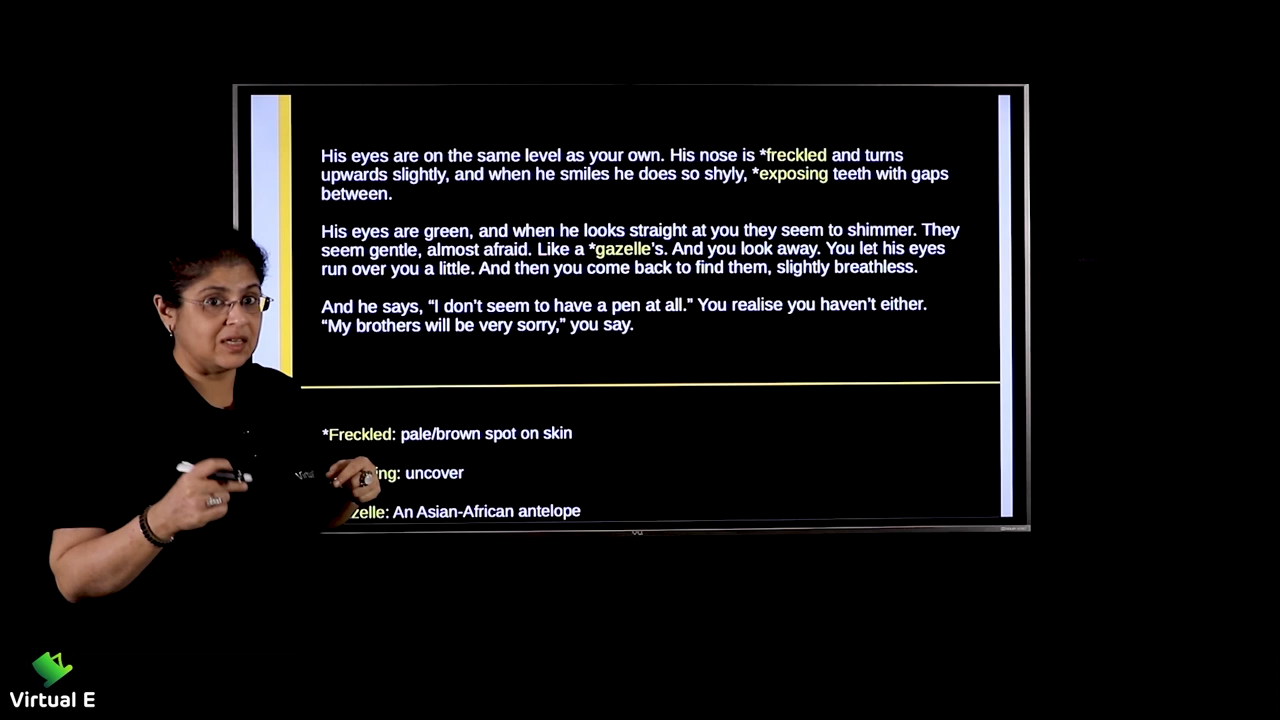 His eyes are on the same level as your own. His nose is *freckled and turns
upwards slightly, and when he smiles he does so shyly, *exposing teeth with gaps
between.
His eyes are green, and when he looks straight at you they seem to shimmer. They
seem gentle, almost afraid. Like a *gazelle's. And you look away. You let his eyes
run over you a little. And then you come back to find them, slightly breathless.
And he says, “I don’t seem to have a pen at all.” You realise you haven’t either.
“My brothers will be very sorry,” you say.
*Freckled: pale/brown spot on skin
ing: uncover
zelle: An Asian-African antelope
Virtual E